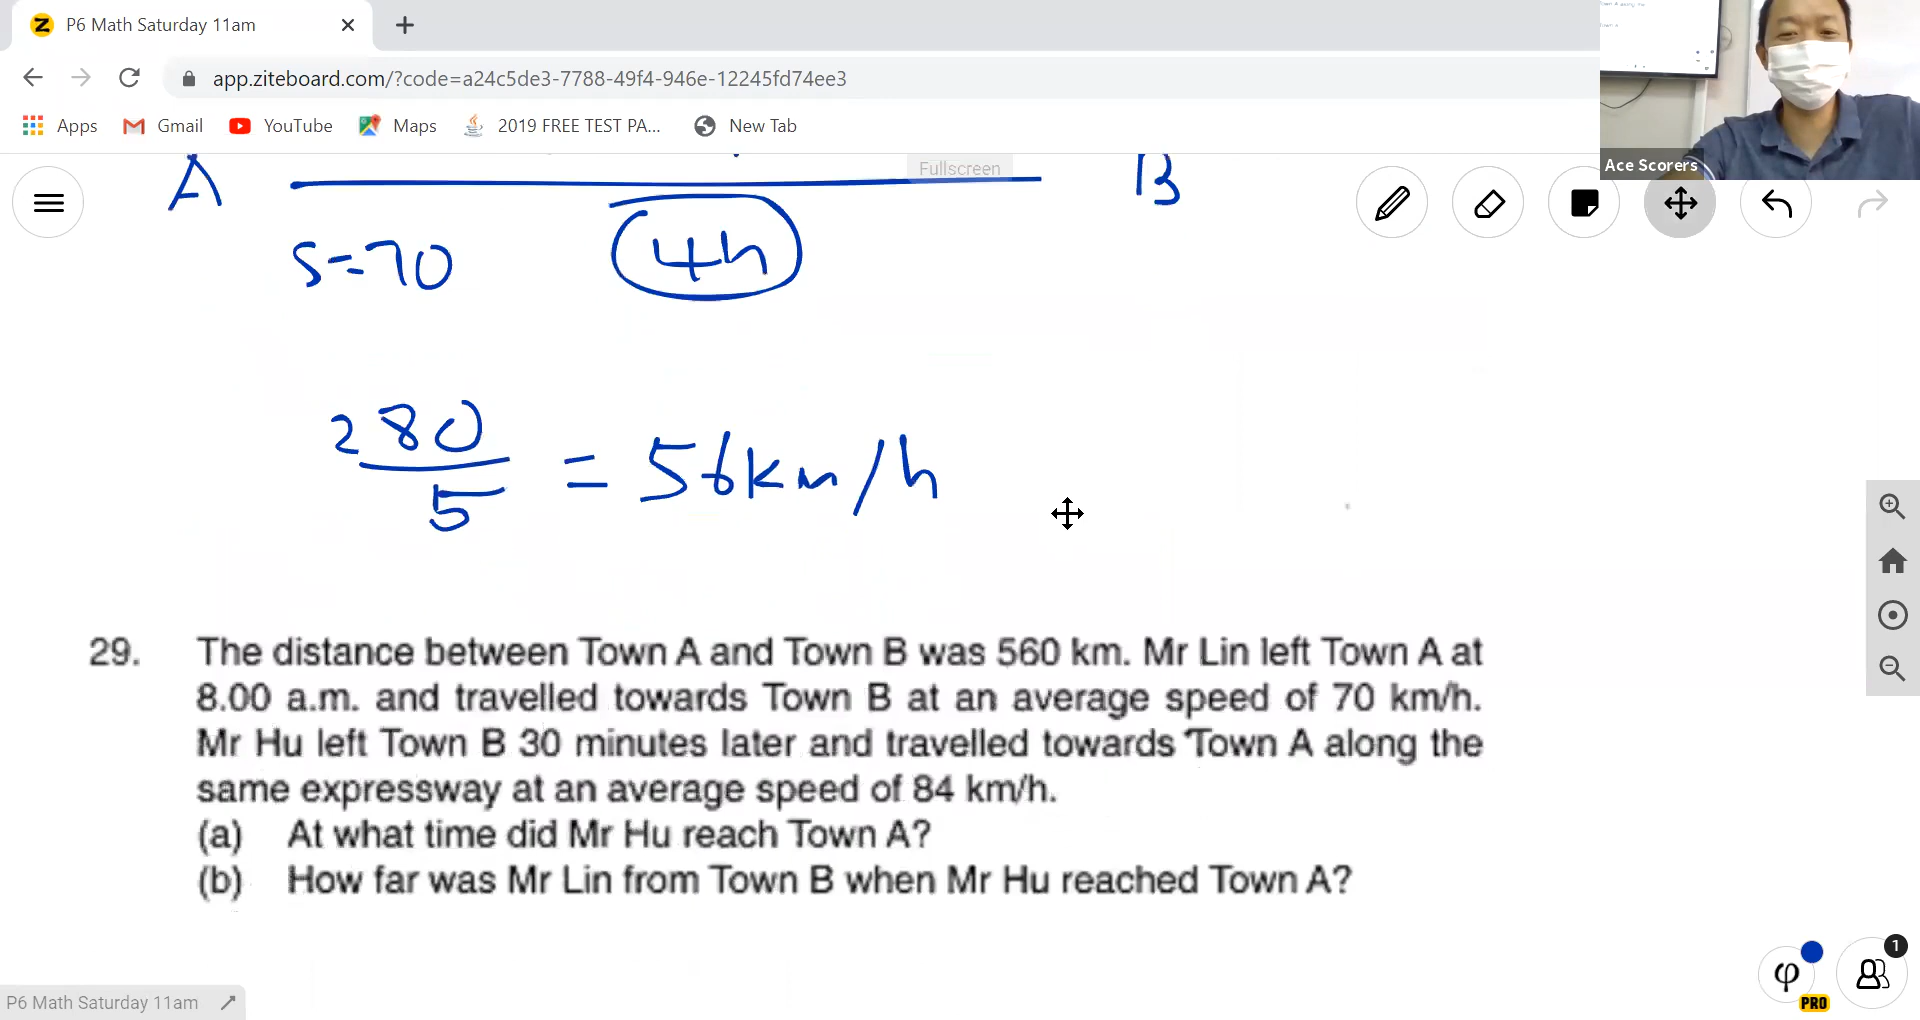 P6 Math Saturday 11am
app.ziteboard.com/?code=a24c5de3-7788-49f4-946e-12245fd74ee3
Apps Gmail YouTube Maps 2019 FREE TEST PA... New Tab
Ace Scorers
Fullscreen
A B
S=70 4h
280/5 = 56km/h
29. The distance between Town A and Town B was 560 km. Mr Lin left Town A at
8.00 a.m. and travelled towards Town B at an average speed of 70 km/h.
Mr Hu left Town B 30 minutes later and travelled towards Town A along the
same expressway at an average speed of 84 km/h.
(a) At what time did Mr Hu reach Town A?
(b) How far was Mr Lin from Town B when Mr Hu reached Town A?
1
φ
PRO
P6 Math Saturday 11am